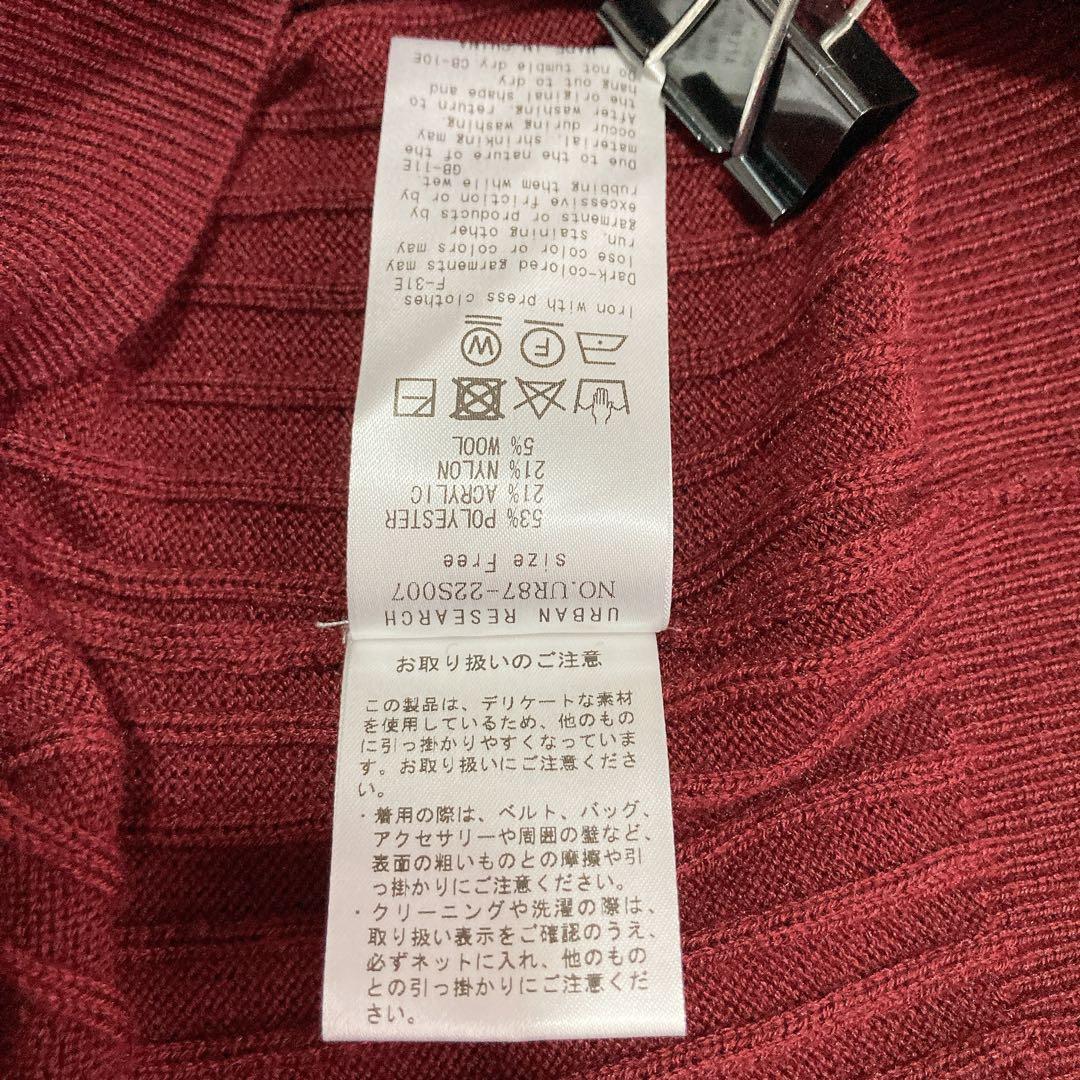 URBAN RESEARCH
NO.UR87-22S007
size Free
53% POLYESTER
21% ACRYLIC
21% NYLON
5% WOOL
F W
Iron with press clothes
F-31E
Dark-colored garments may
lose color or colors may
run, staining other
garments or products by
excessive friction or by
rubbing them while wet.
GB-11E
Due to the nature of the
material, shrinking may
occur during washing
After washing, return to
the original shape and
hang out to dry
Do not tumble dry CB-10E
お取り扱いのご注意
この製品は、デリケートな素材
を使用しているため、他のもの
に引っ掛かりやすくなっていま
す。お取り扱いにご注意くださ
い。
・着用の際は、ベルト、バッグ、
アクセサリーや周囲の壁など、
表面の粗いものとの摩擦や引
っ掛かりにご注意ください。
・クリーニングや洗濯の際は、
取り扱い表示をご確認のうえ、
必ずネットに入れ、他のもの
との引っ掛かりにご注意くだ
さい。